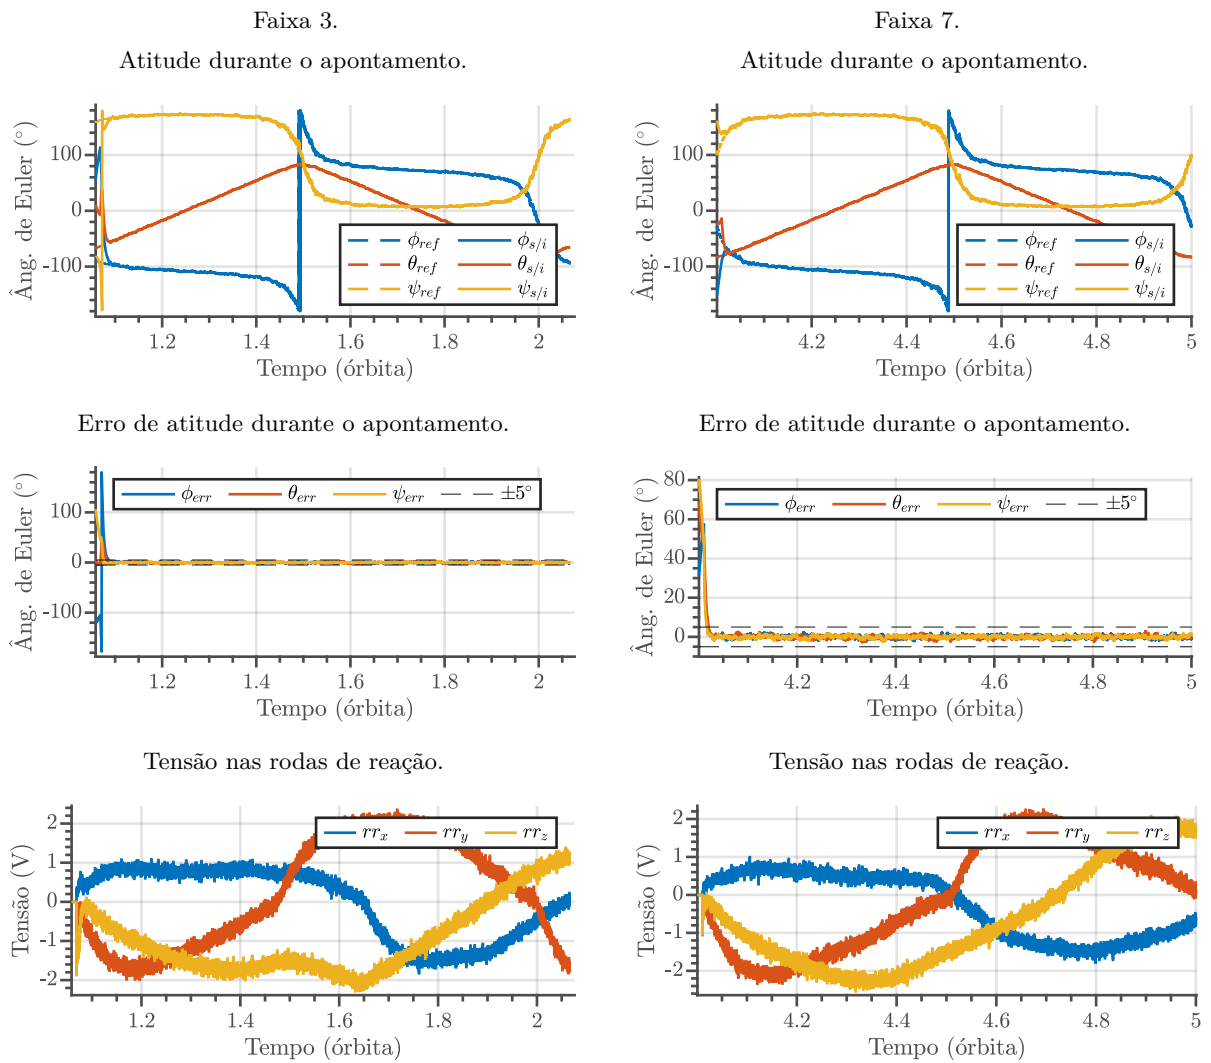 Faixa 3.
Atitude durante o apontamento.
Âng. de Euler (°)
100
0
-100
ϕref ϕs/i
θref θs/i
ψref ψs/i
1.2 1.4 1.6 1.8 2
Tempo (órbita)
Erro de atitude durante o apontamento.
Âng. de Euler (°)
100
0
-100
ϕerr θerr ψerr ±5°
1.2 1.4 1.6 1.8 2
Tempo (órbita)
Tensão nas rodas de reação.
Tensão (V)
2
1
0
-1
-2
rrx rry rrz
1.2 1.4 1.6 1.8 2
Tempo (órbita)
Faixa 7.
Atitude durante o apontamento.
Âng. de Euler (°)
100
0
-100
ϕref ϕs/i
θref θs/i
ψref ψs/i
4.2 4.4 4.6 4.8 5
Tempo (órbita)
Erro de atitude durante o apontamento.
Âng. de Euler (°)
80
60
40
20
0
ϕerr θerr ψerr ±5°
4.2 4.4 4.6 4.8 5
Tempo (órbita)
Tensão nas rodas de reação.
Tensão (V)
2
1
0
-1
-2
rrx rry rrz
4.2 4.4 4.6 4.8 5
Tempo (órbita)